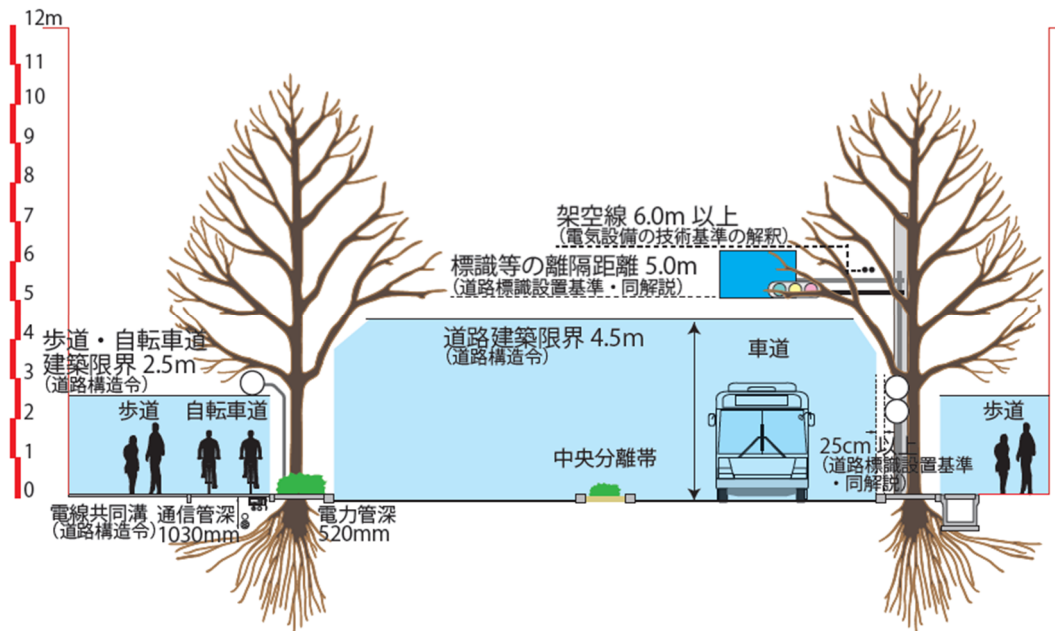 12m
11
10
9
8
7
6
5
4
3
2
1
0
架空線 6.0m 以上
(電気設備の技術基準の解釈)
標識等の離隔距離 5.0m
(道路標識設置基準・同解説)
歩道・自転車道
建築限界 2.5m
(道路構造令)
道路建築限界 4.5m
(道路構造令)
車道
歩道
自転車道
中央分離帯
25cm 以上
(道路標識設置基準
・同解説)
歩道
電線共同溝
(道路構造令)
通信管深
1030mm
電力管深
520mm